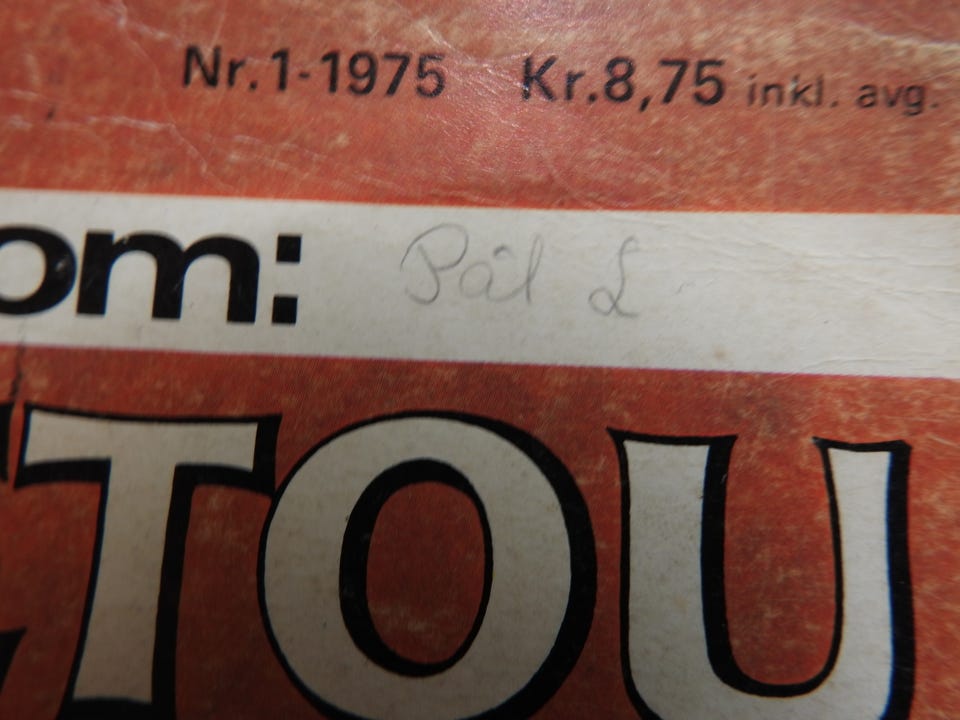 Nr.1-1975 Kr.8,75 inkl. avg.
om: Pål L
TOU